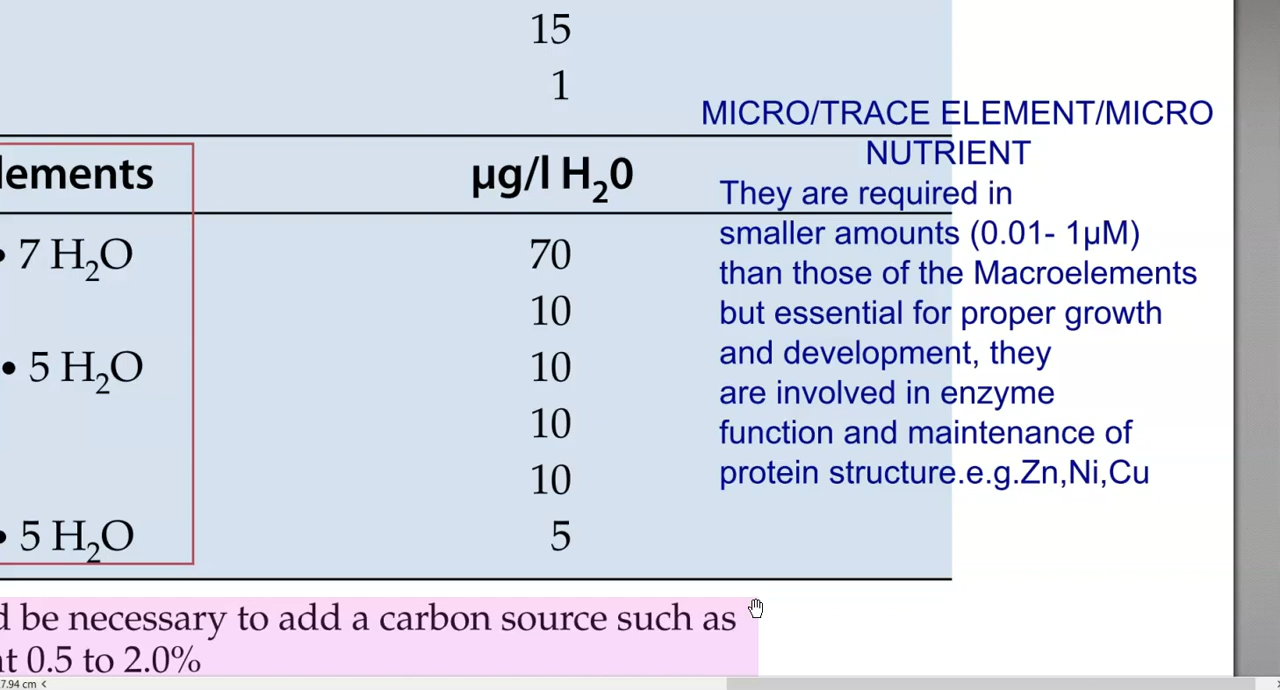 15
1
MICRO/TRACE ELEMENT/MICRO
NUTRIENT
lements µg/l H₂0
They are required in
smaller amounts (0.01- 1µM)
than those of the Macroelements
but essential for proper growth
and development, they
are involved in enzyme
function and maintenance of
protein structure.e.g.Zn,Ni,Cu
• 7 H₂O 70
10
• 5 H₂O 10
10
10
• 5 H₂O 5
d be necessary to add a carbon source such as
at 0.5 to 2.0%
7.94 cm <